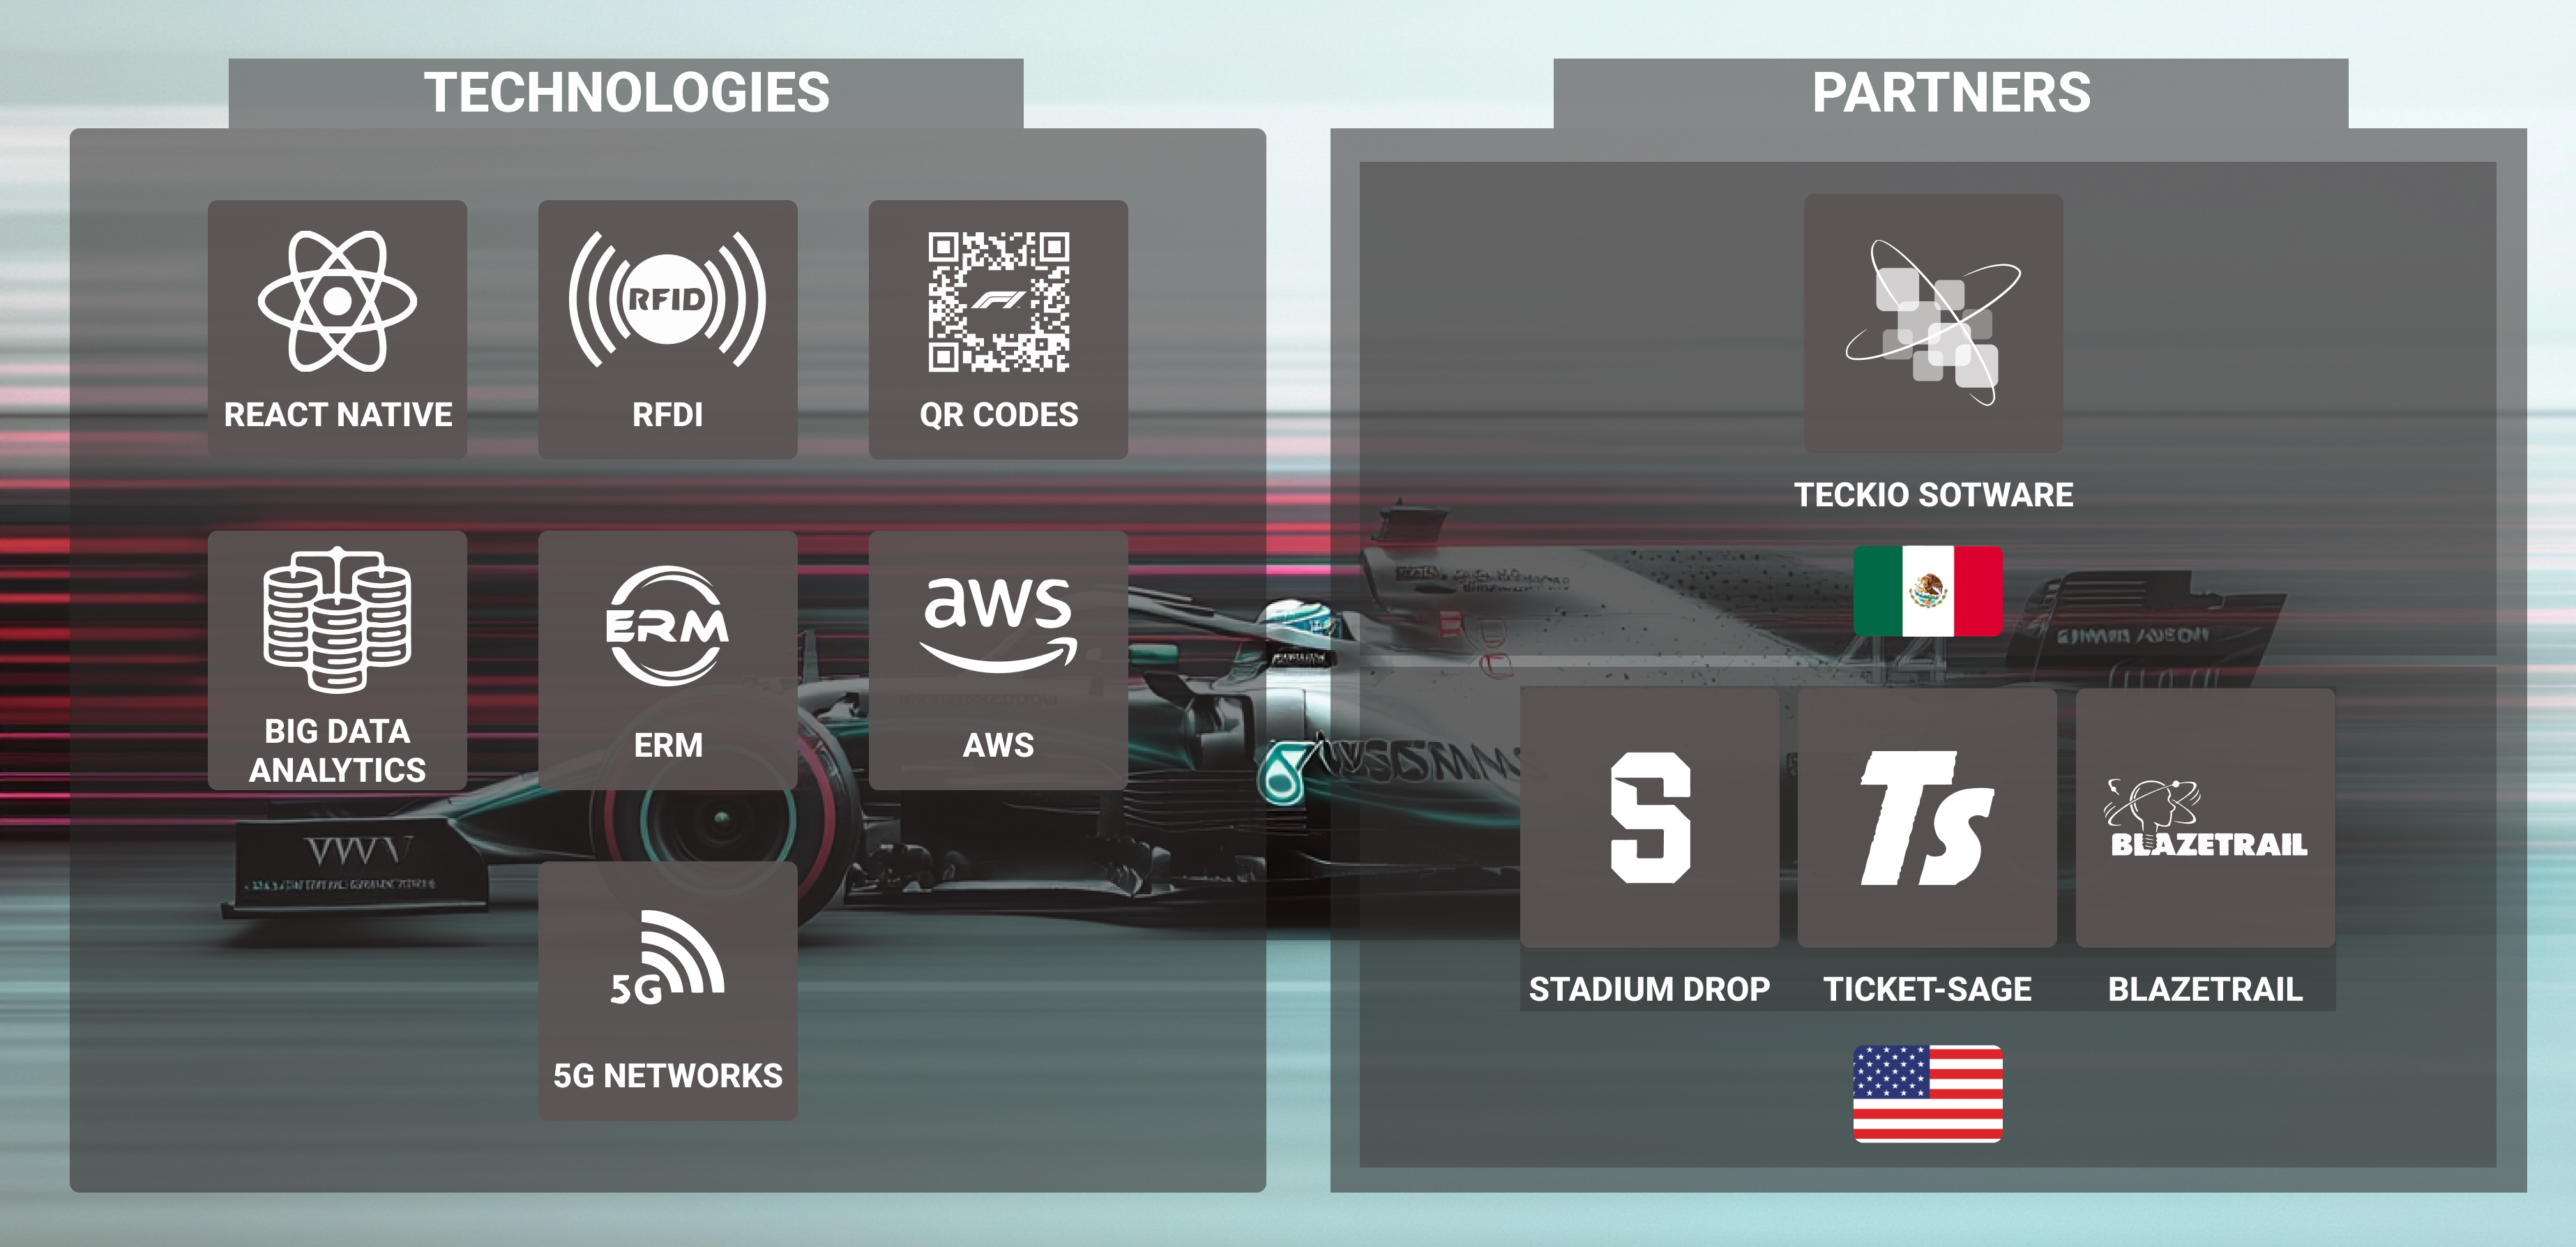 TECHNOLOGIES
RFID
REACT NATIVE
RFDI
QR CODES
ERM
aws
BIG DATA
ANALYTICS
ERM
AWS
5G
5G NETWORKS
PARTNERS
TECKIO SOTWARE
S
Ts
BLAZETRAIL
STADIUM DROP
TICKET-SAGE
BLAZETRAIL